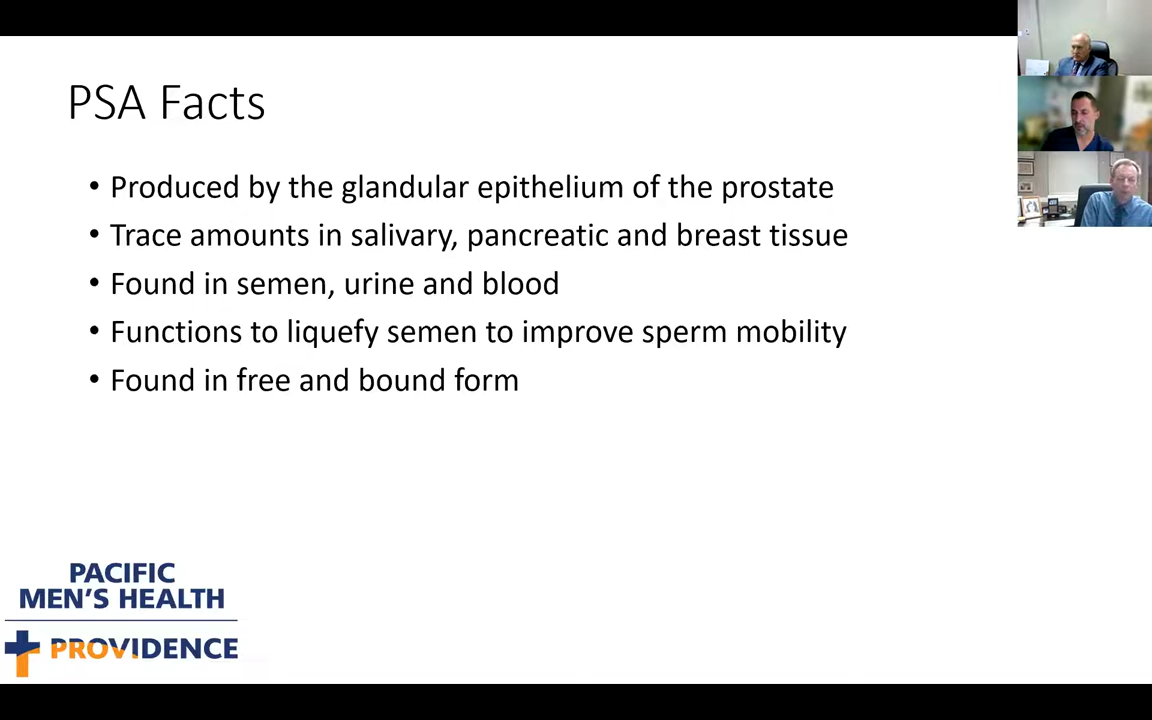 PSA Facts
• Produced by the glandular epithelium of the prostate
• Trace amounts in salivary, pancreatic and breast tissue
• Found in semen, urine and blood
• Functions to liquefy semen to improve sperm mobility
• Found in free and bound form
PACIFIC
MEN'S HEALTH
PROVIDENCE